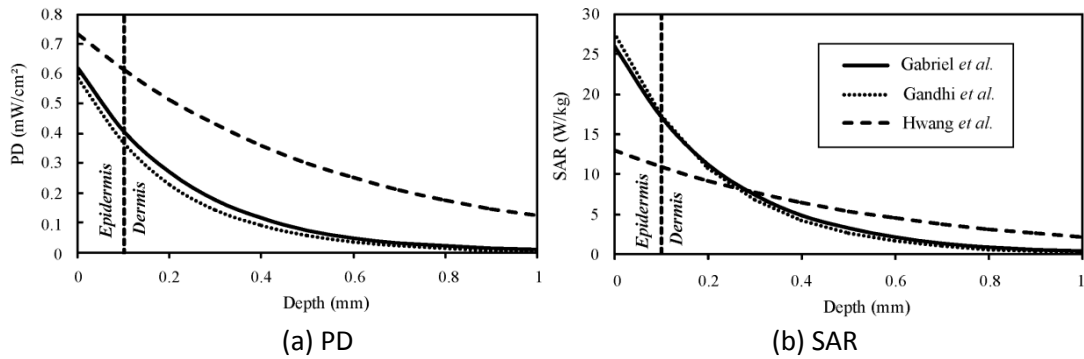 0.8
0.7
0.6
0.5
0.4
0.3
0.2
0.1
0
PD (mW/cm²)
Epidermis
Dermis
0 0.2 0.4 0.6 0.8 1
Depth (mm)
(a) PD
30
25
20
15
10
5
0
SAR (W/kg)
Epidermis
Dermis
Gabriel et al.
Gandhi et al.
Hwang et al.
0 0.2 0.4 0.6 0.8 1
Depth (mm)
(b) SAR